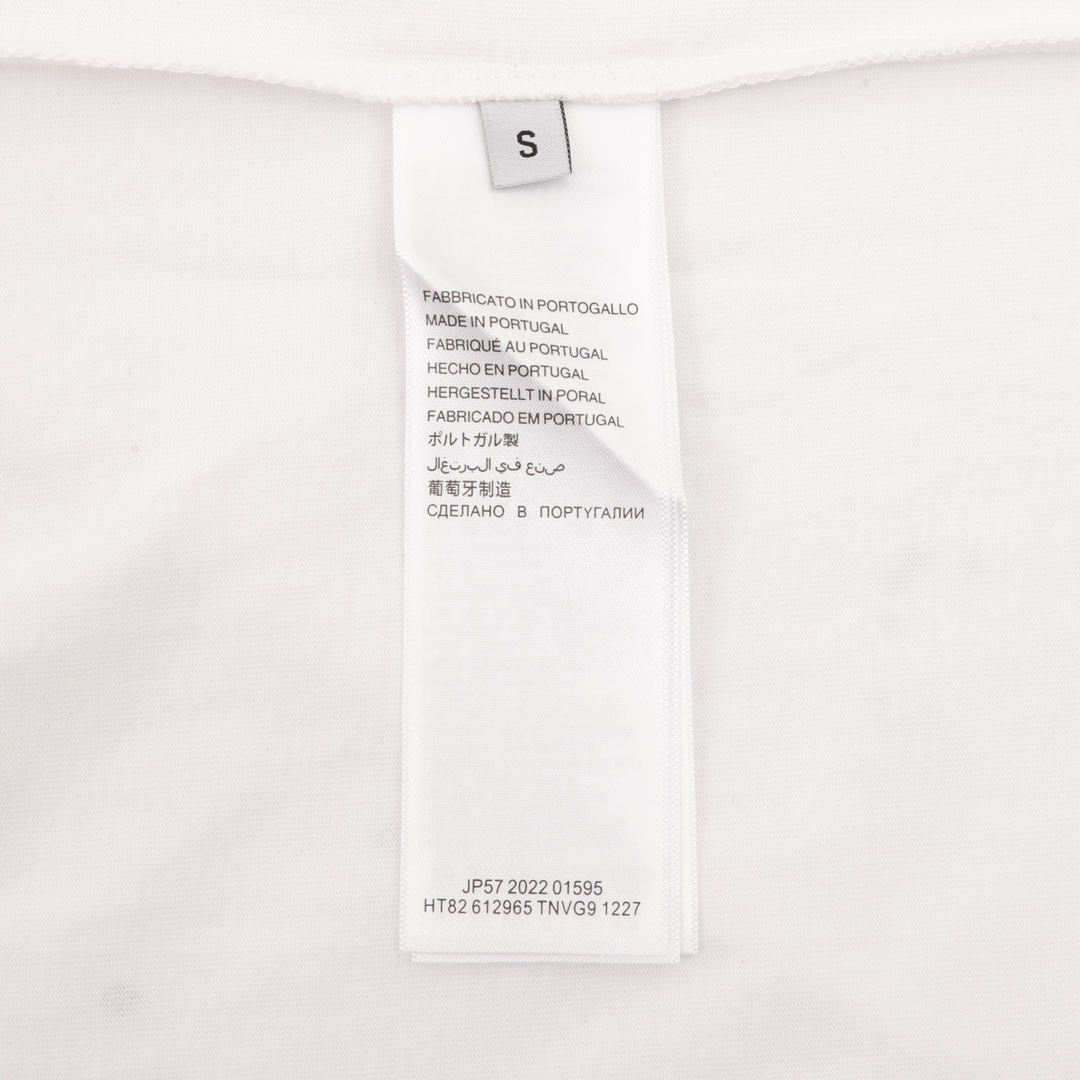 S
FABBRICATO IN PORTOGALLO
MADE IN PORTUGAL
FABRIQUÉ AU PORTUGAL
HECHO EN PORTUGAL
HERGESTELLT IN PORAL
FABRICADO EM PORTUGAL
ポルトガル製
صنع في البرتغال
葡萄牙制造
СДЕЛАНО В ПОРТУГАЛИИ
JP57 2022 01595
HT82 612965 TNVG9 1227